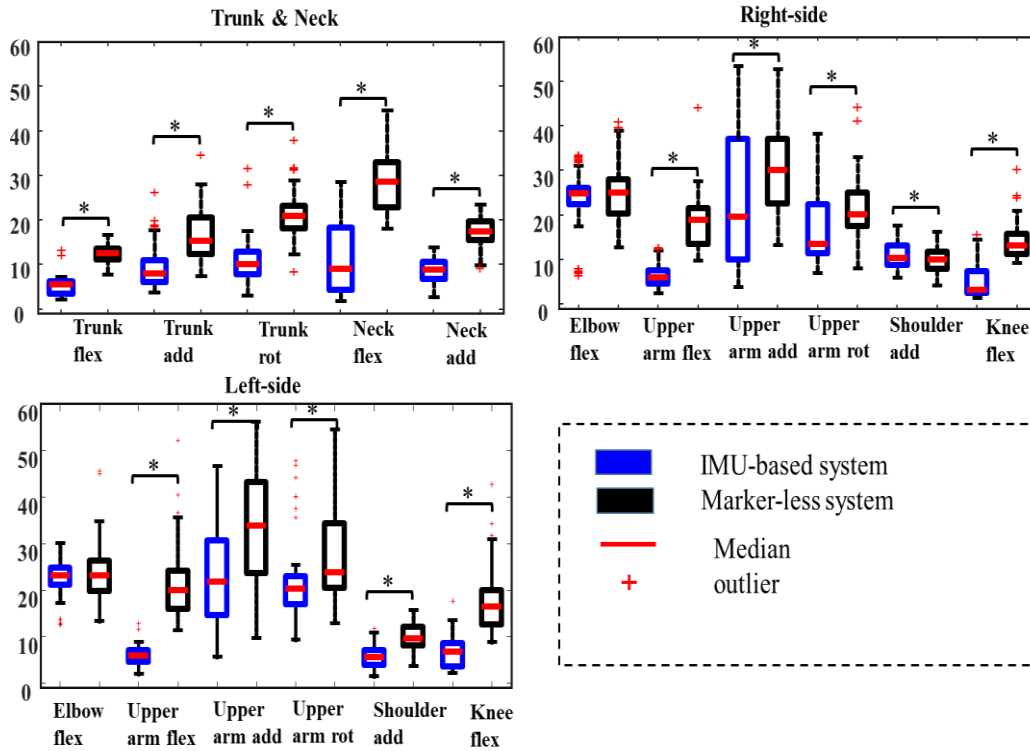 Trunk & Neck
60
50
40
30
20
10
0
* * * * *
Trunk flex
Trunk add
Trunk rot
Neck flex
Neck add
Right-side
60
50
40
30
20
10
0
* * * * *
Elbow flex
Upper arm flex
Upper arm add
Upper arm rot
Shoulder add
Knee flex
Left-side
60
50
40
30
20
10
0
* * * * *
Elbow flex
Upper arm flex
Upper arm add
Upper arm rot
Shoulder add
Knee flex
IMU-based system
Marker-less system
Median
outlier